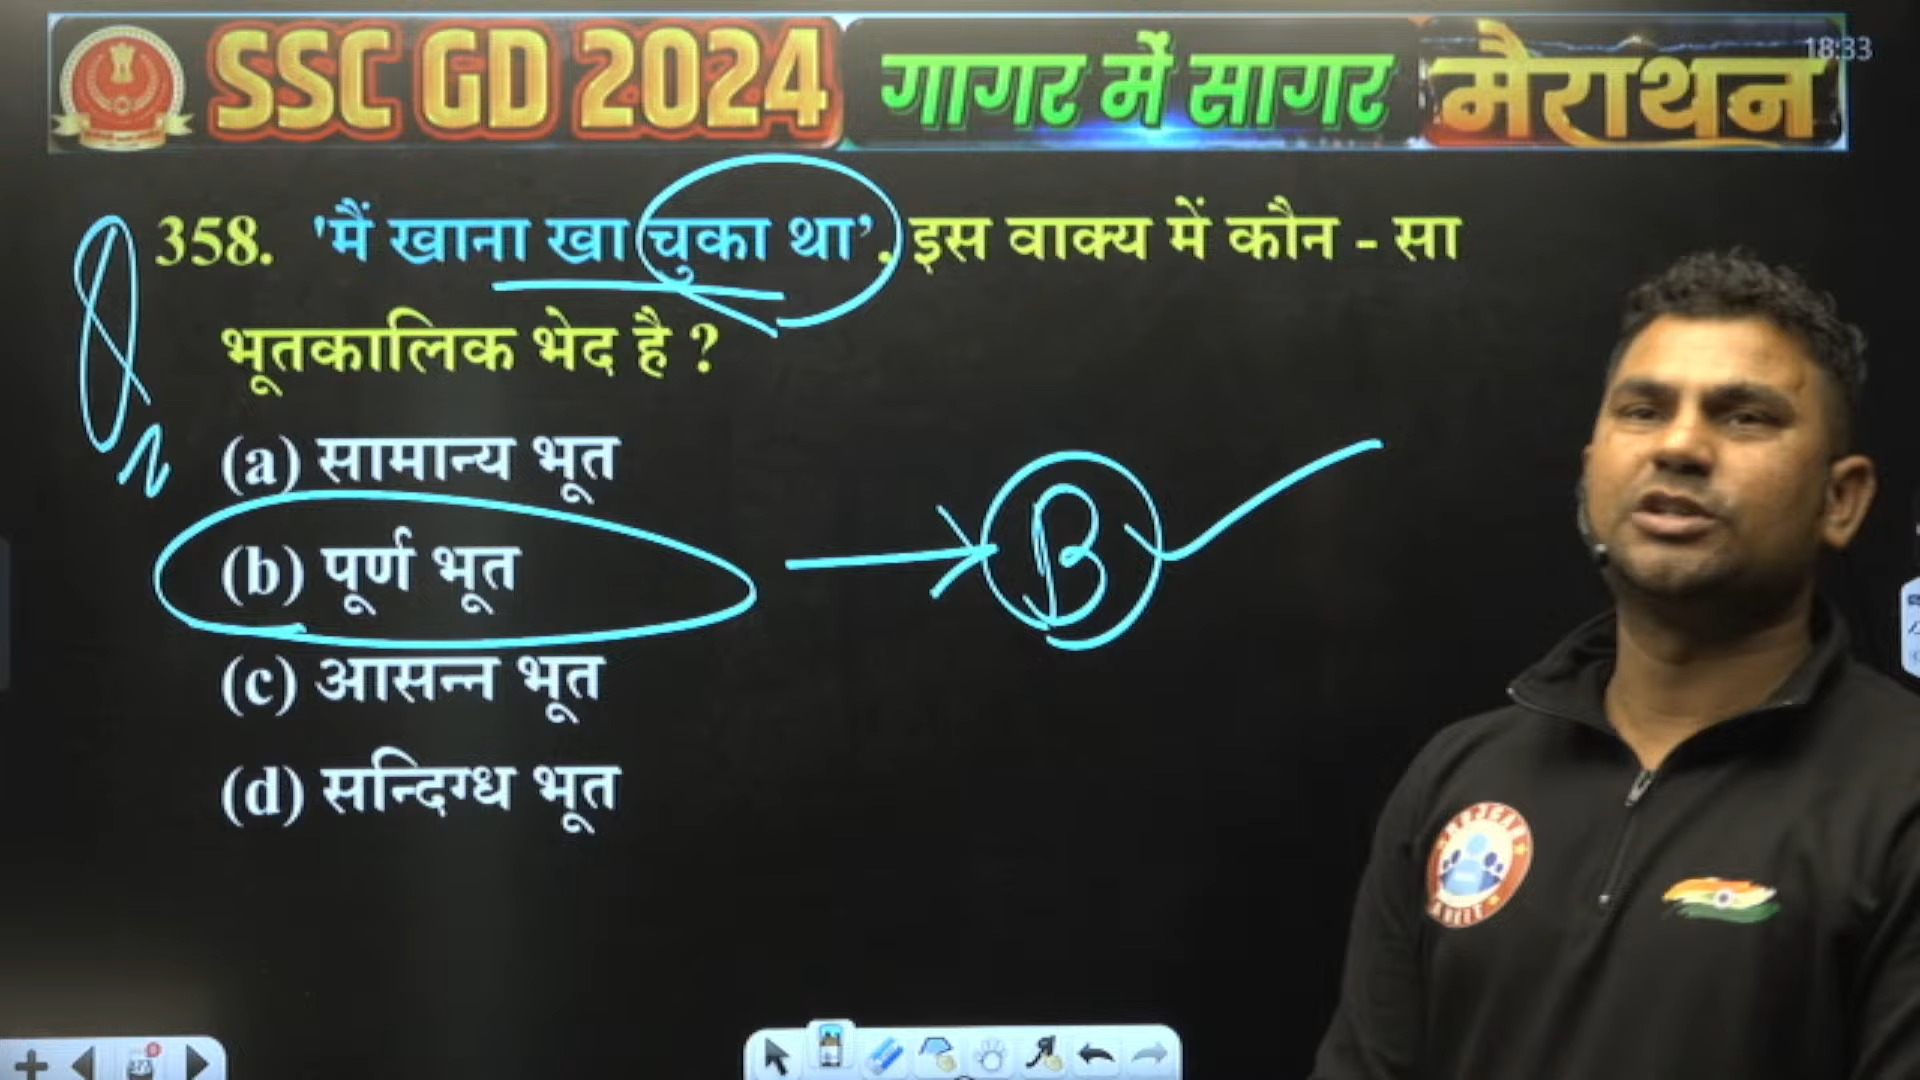 SSC GD 2024 गागर में सागर मैराथन
18:33
358. 'मैं खाना खा चुका था’. इस वाक्य में कौन - सा
भूतकालिक भेद है ?
(a) सामान्य भूत
(b) पूर्ण भूत
B
(c) आसन्न भूत
(d) सन्दिग्ध भूत